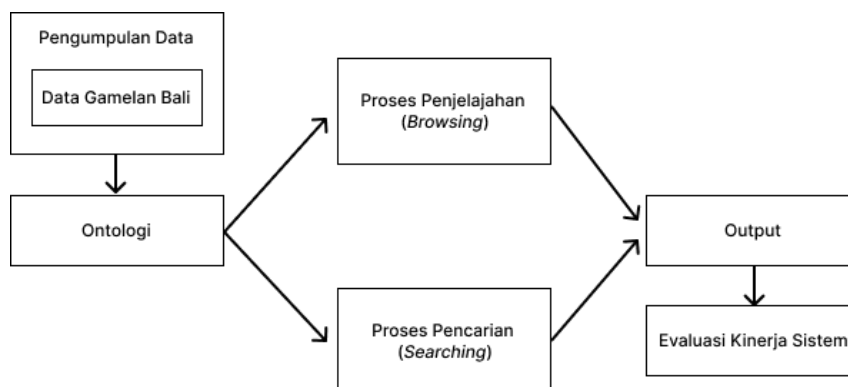 Pengumpulan Data
Data Gamelan Bali
Ontologi
Proses Penjelajahan
(Browsing)
Proses Pencarian
(Searching)
Output
Evaluasi Kinerja Sistem